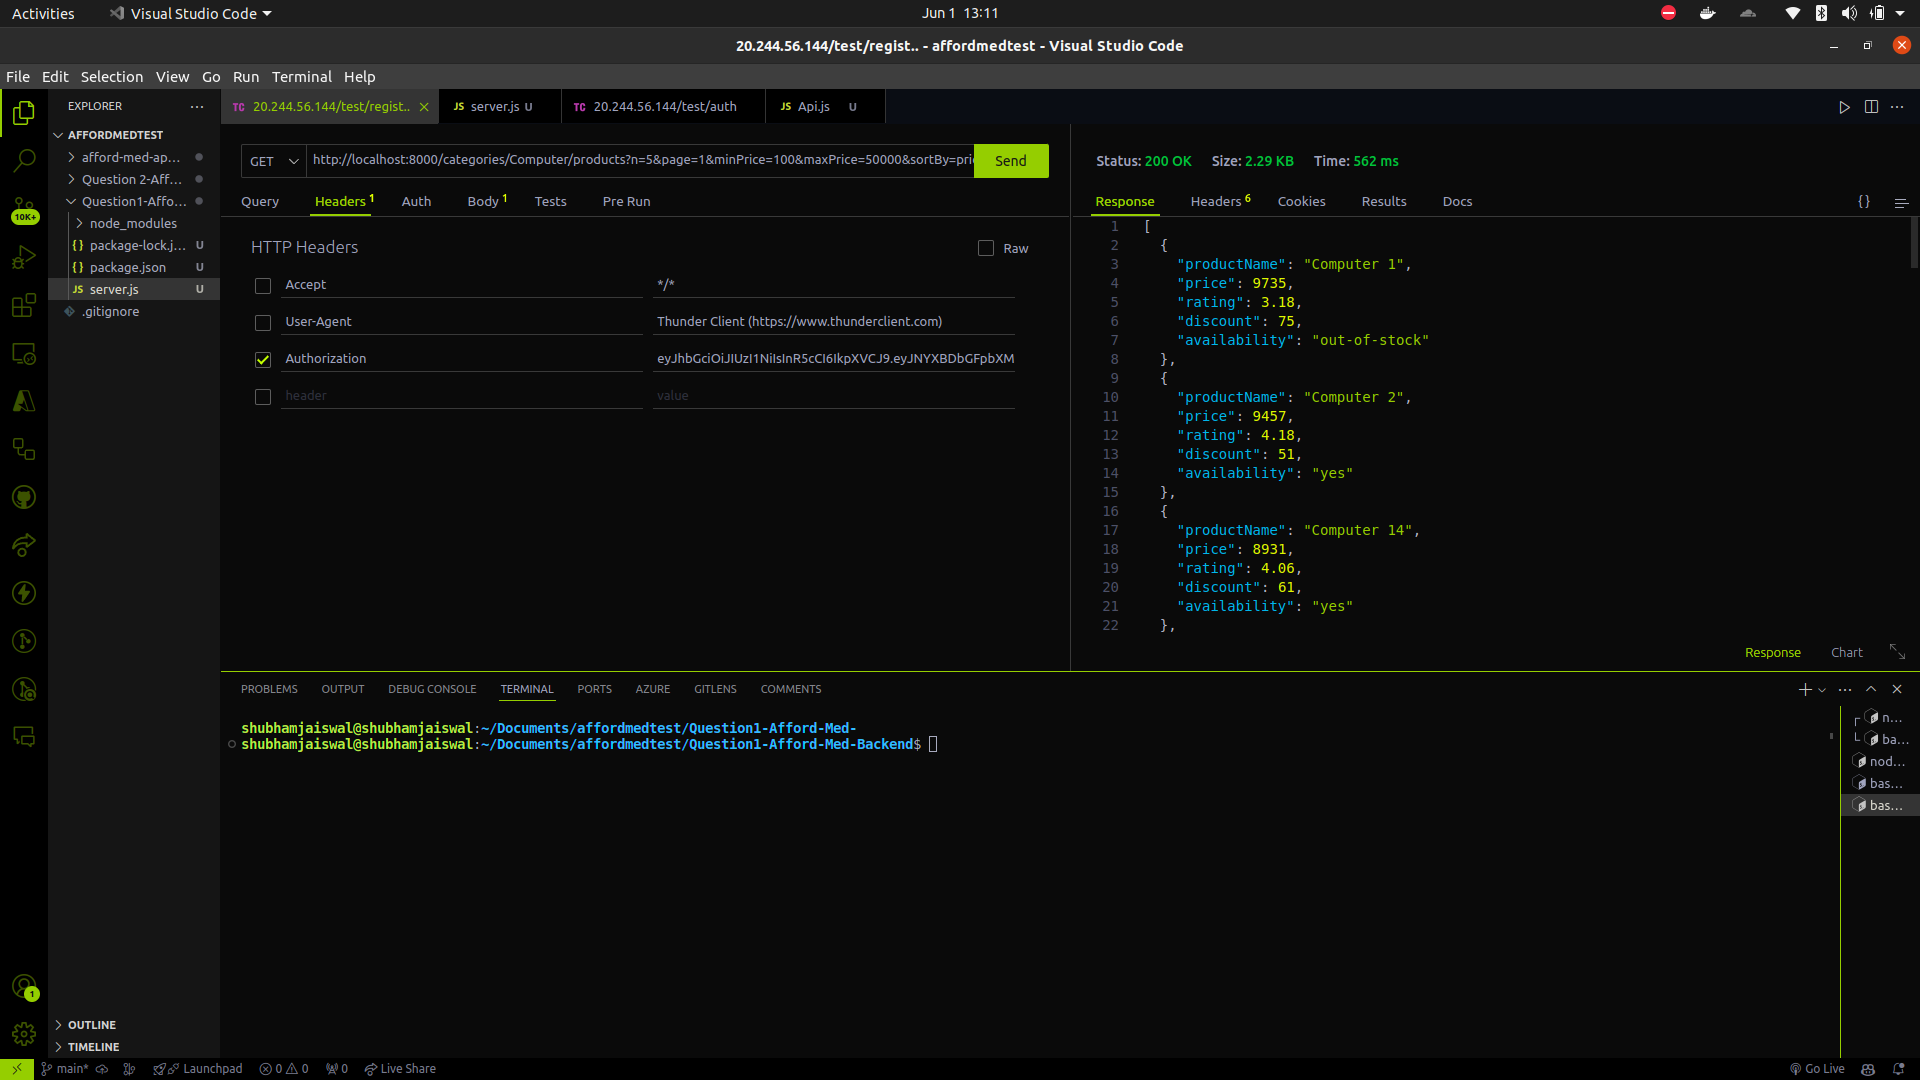 Activities
Visual Studio Code
Jun 1 13:11
20.244.56.144/test/regist.. - affordmedtest - Visual Studio Code
File Edit Selection View Go Run Terminal Help
EXPLORER
TC 20.244.56.144/test/regist..
JS server.js U
TC 20.244.56.144/test/auth
JS Api.js U
AFFORDMEDTEST
afford-med-ap...
Question 2-Aff...
Question1-Affo...
node_modules
{} package-lock.j... U
{} package.json U
JS server.js U
.gitignore
10K+
1
OUTLINE
TIMELINE
GET
http://localhost:8000/categories/Computer/products?n=5&page=1&minPrice=100&maxPrice=50000&sortBy=pric
Send
Query
Headers 1
Auth
Body 1
Tests
Pre Run
HTTP Headers
Raw
Accept
*/*
User-Agent
Thunder Client (https://www.thunderclient.com)
Authorization
eyJhbGciOiJIUzI1NiIsInR5cCI6IkpXVCJ9.eyJNYXBDbGFpbXM
header
value
Status: 200 OK
Size: 2.29 KB
Time: 562 ms
Response
Headers 6
Cookies
Results
Docs
{}
1 [
2 {
3 "productName": "Computer 1",
4 "price": 9735,
5 "rating": 3.18,
6 "discount": 75,
7 "availability": "out-of-stock"
8 },
9 {
10 "productName": "Computer 2",
11 "price": 9457,
12 "rating": 4.18,
13 "discount": 51,
14 "availability": "yes"
15 },
16 {
17 "productName": "Computer 14",
18 "price": 8931,
19 "rating": 4.06,
20 "discount": 61,
21 "availability": "yes"
22 },
Response
Chart
PROBLEMS
OUTPUT
DEBUG CONSOLE
TERMINAL
PORTS
AZURE
GITLENS
COMMENTS
shubhamjaiswal@shubhamjaiswal:~/Documents/affordmedtest/Question1-Afford-Med-
shubhamjaiswal@shubhamjaiswal:~/Documents/affordmedtest/Question1-Afford-Med-Backend$
n...
ba...
nod...
bas...
bas...
main*
Launchpad
0
0
0
Live Share
Go Live